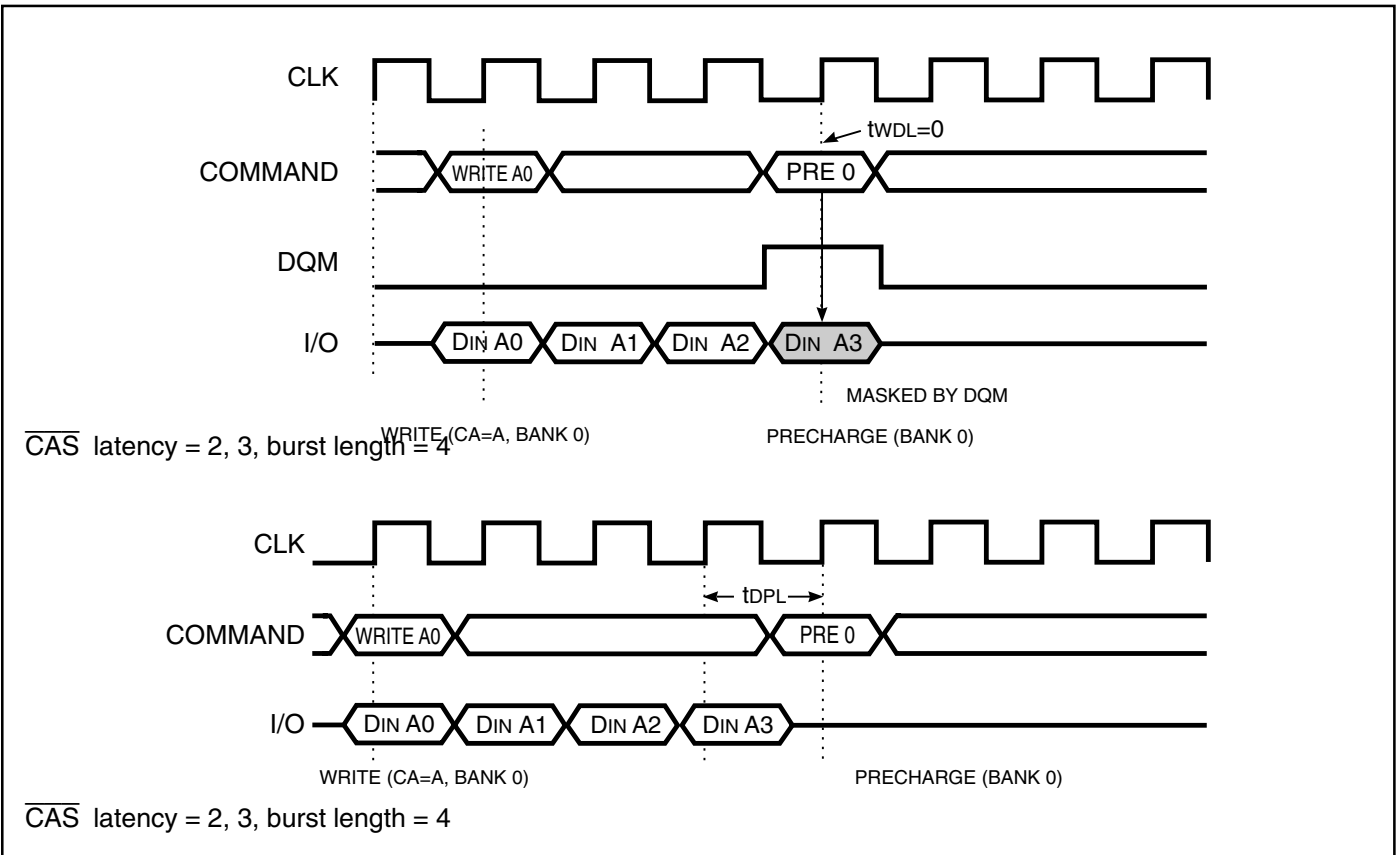 CLK
tWDL=0
COMMAND WRITE A0 PRE 0
DQM
I/O DIN A0 DIN A1 DIN A2 DIN A3
MASKED BY DQM
WRITE (CA=A, BANK 0) PRECHARGE (BANK 0)
CAS latency = 2, 3, burst length = 4
CLK
tDPL
COMMAND WRITE A0 PRE 0
I/O DIN A0 DIN A1 DIN A2 DIN A3
WRITE (CA=A, BANK 0) PRECHARGE (BANK 0)
CAS latency = 2, 3, burst length = 4